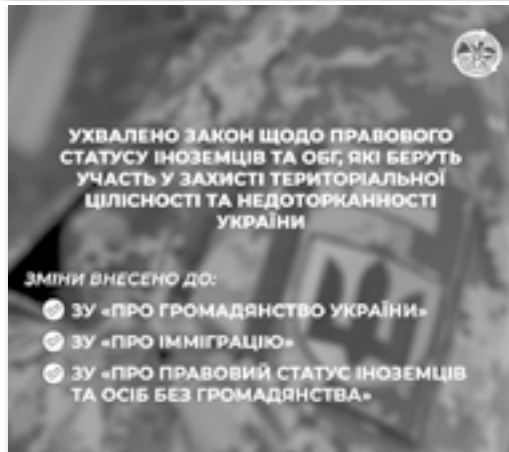 УХВАЛЕНО ЗАКОН ЩОДО ПРАВОВОГО
СТАТУСУ ІНОЗЕМЦІВ ТА ОБГ, ЯКІ БЕРУТЬ
УЧАСТЬ У ЗАХИСТІ ТЕРИТОРІАЛЬНОЇ
ЦІЛІСНОСТІ ТА НЕДОТОРКАННОСТІ
УКРАЇНИ
ЗМІНИ ВНЕСЕНО ДО:
ЗУ «ПРО ГРОМАДЯНСТВО УКРАЇНИ»
ЗУ «ПРО ІММІГРАЦІЮ»
ЗУ «ПРО ПРАВОВИЙ СТАТУС ІНОЗЕМЦІВ
ТА ОСІБ БЕЗ ГРОМАДЯНСТВА»